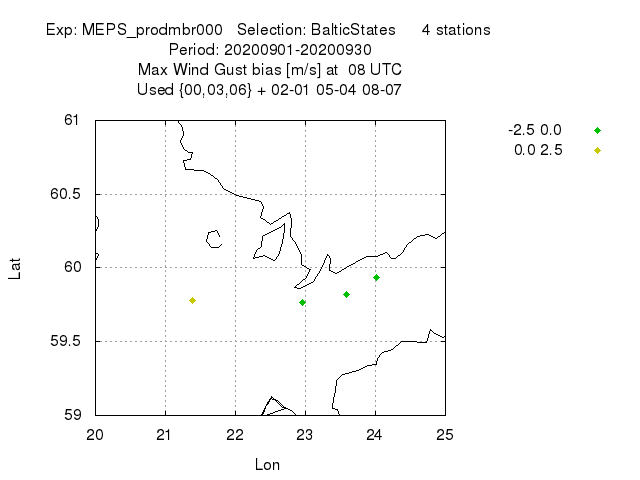 Exp: MEPS_prodmbr000   Selection: BalticStates      4 stations
Period: 20200901-20200930
Max Wind Gust bias [m/s] at  08 UTC
Used {00,03,06} + 02-01 05-04 08-07
-2.5 0.0
0.0 2.5
61
60.5
60
59.5
59
Lat
20 21 22 23 24 25
Lon